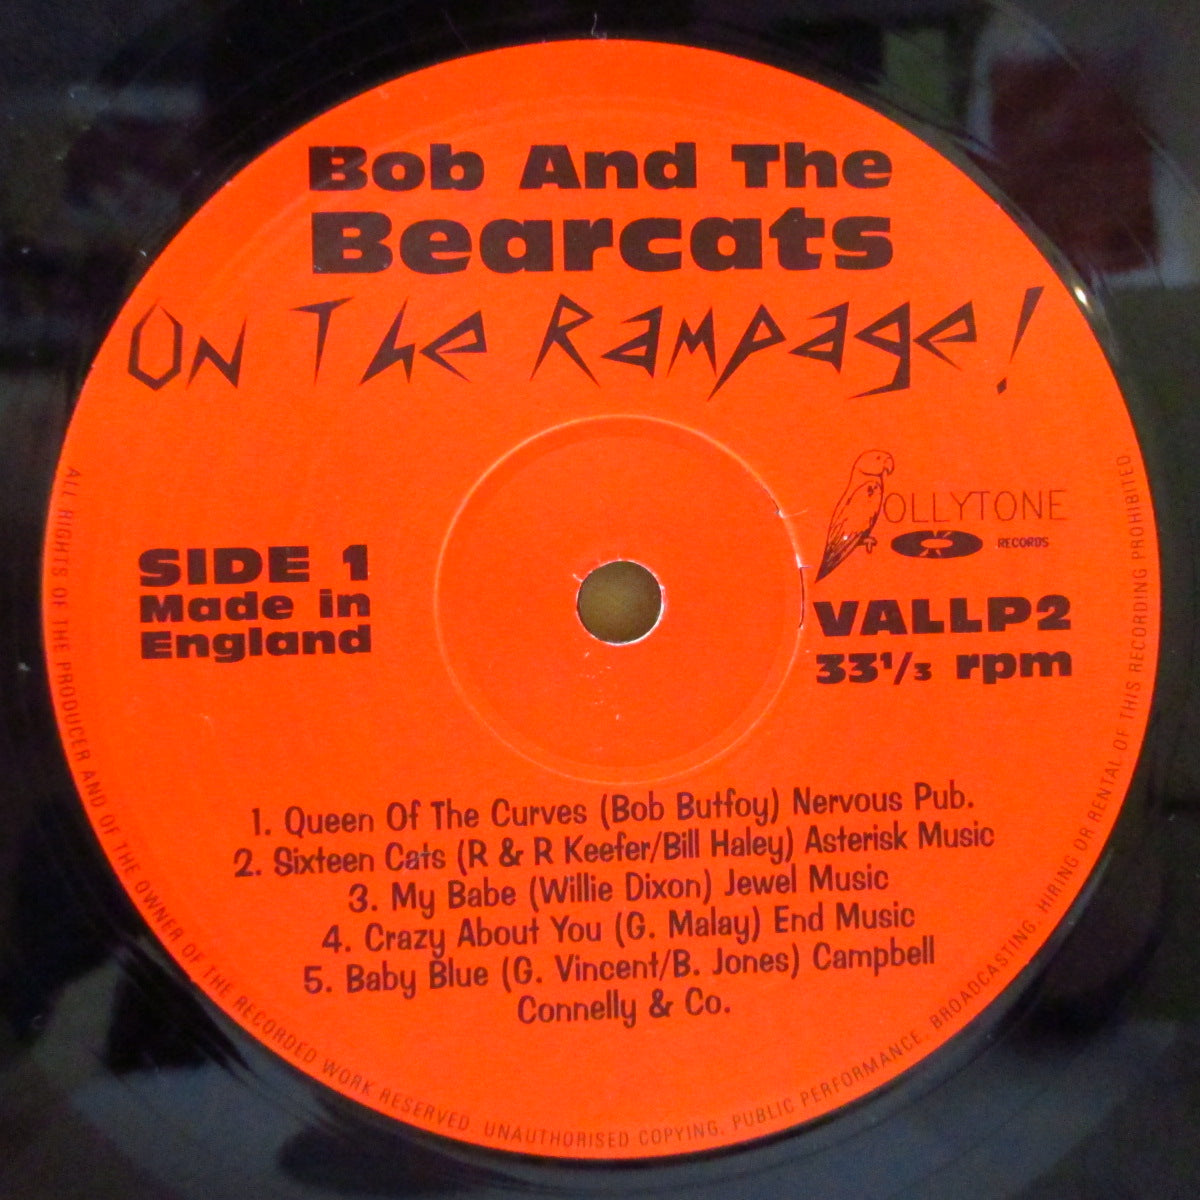 Bob And The
Bearcats
On The Rampage!
OLLYTONE
RECORDS
SIDE 1
Made in
England
VALLP2
33 1/3 rpm
1. Queen Of The Curves (Bob Butfoy) Nervous Pub.
2. Sixteen Cats (R & R Keefer/Bill Haley) Asterisk Music
3. My Babe (Willie Dixon) Jewel Music
4. Crazy About You (G. Malay) End Music
5. Baby Blue (G. Vincent/B. Jones) Campbell
Connelly & Co.
ALL RIGHTS OF THE PRODUCER AND OF THE OWNER OF THE RECORDED WORK RESERVED. UNAUTHORISED COPYING, PUBLIC PERFORMANCE, BROADCASTING, HIRING OR RENTAL OF THIS RECORDING PROHIBITED